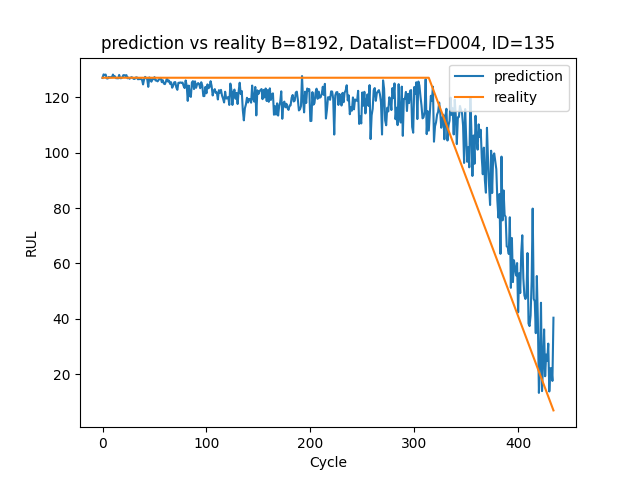 prediction vs reality B=8192, Datalist=FD004, ID=135
prediction
reality
120
100
80
60
40
20
RUL
0
100
200
300
400
Cycle